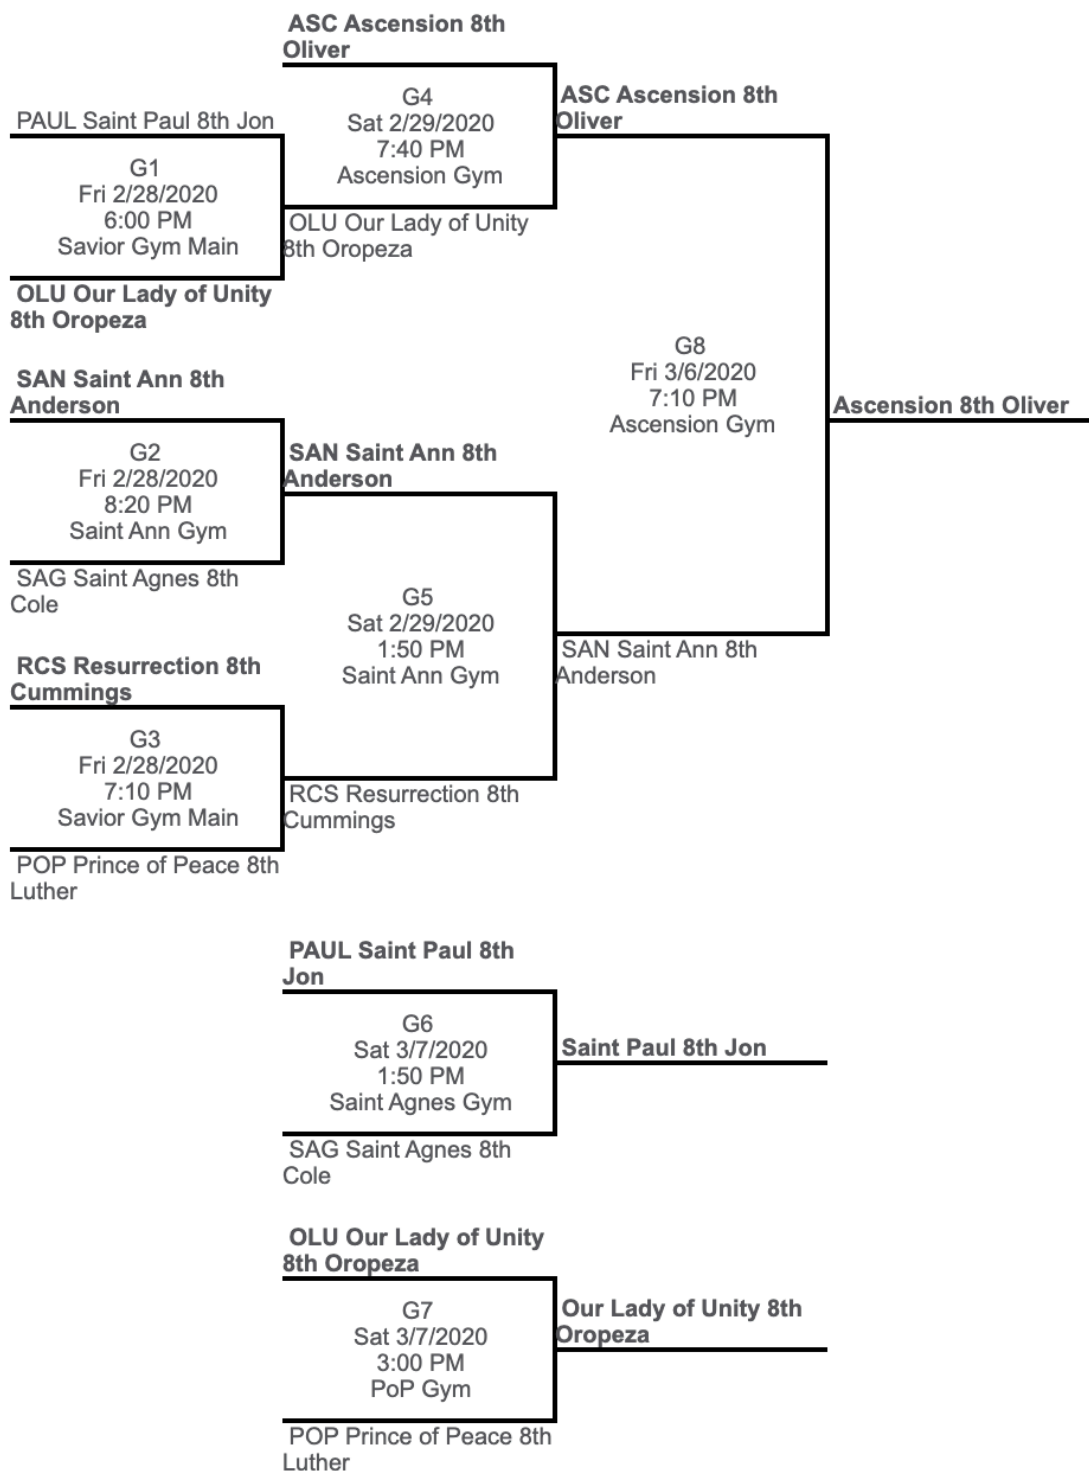 ASC Ascension 8th
Oliver
G4
Sat 2/29/2020
7:40 PM
Ascension Gym
ASC Ascension 8th
Oliver
PAUL Saint Paul 8th Jon
G1
Fri 2/28/2020
6:00 PM
Savior Gym Main
OLU Our Lady of Unity
8th Oropeza
OLU Our Lady of Unity
8th Oropeza
G8
Fri 3/6/2020
7:10 PM
Ascension Gym
Ascension 8th Oliver
SAN Saint Ann 8th
Anderson
G2
Fri 2/28/2020
8:20 PM
Saint Ann Gym
SAN Saint Ann 8th
Anderson
SAG Saint Agnes 8th
Cole
G5
Sat 2/29/2020
1:50 PM
Saint Ann Gym
SAN Saint Ann 8th
Anderson
RCS Resurrection 8th
Cummings
G3
Fri 2/28/2020
7:10 PM
Savior Gym Main
RCS Resurrection 8th
Cummings
POP Prince of Peace 8th
Luther
PAUL Saint Paul 8th
Jon
G6
Sat 3/7/2020
1:50 PM
Saint Agnes Gym
Saint Paul 8th Jon
SAG Saint Agnes 8th
Cole
OLU Our Lady of Unity
8th Oropeza
G7
Sat 3/7/2020
3:00 PM
PoP Gym
Our Lady of Unity 8th
Oropeza
POP Prince of Peace 8th
Luther